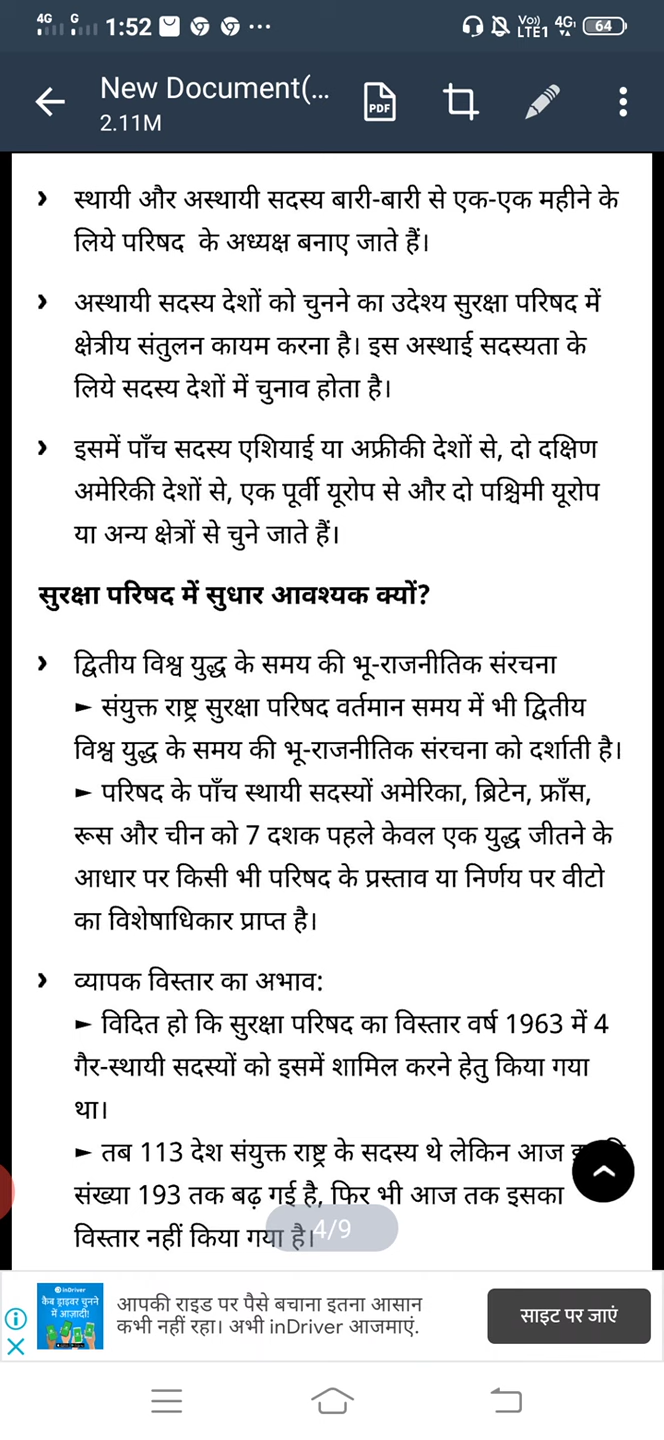 4G G 1:52 ... Vo)) LTE1 4G 64
New Document(...
2.11M
PDF
› स्थायी और अस्थायी सदस्य बारी-बारी से एक-एक महीने के
लिये परिषद के अध्यक्ष बनाए जाते हैं।
› अस्थायी सदस्य देशों को चुनने का उदेश्य सुरक्षा परिषद में
क्षेत्रीय संतुलन कायम करना है। इस अस्थाई सदस्यता के
लिये सदस्य देशों में चुनाव होता है।
› इसमें पाँच सदस्य एशियाई या अफ्रीकी देशों से, दो दक्षिण
अमेरिकी देशों से, एक पूर्वी यूरोप से और दो पश्चिमी यूरोप
या अन्य क्षेत्रों से चुने जाते हैं।
सुरक्षा परिषद में सुधार आवश्यक क्यों?
› द्वितीय विश्व युद्ध के समय की भू-राजनीतिक संरचना
► संयुक्त राष्ट्र सुरक्षा परिषद वर्तमान समय में भी द्वितीय
विश्व युद्ध के समय की भू-राजनीतिक संरचना को दर्शाती है।
► परिषद के पाँच स्थायी सदस्यों अमेरिका, ब्रिटेन, फ्राँस,
रूस और चीन को 7 दशक पहले केवल एक युद्ध जीतने के
आधार पर किसी भी परिषद के प्रस्ताव या निर्णय पर वीटो
का विशेषाधिकार प्राप्त है।
› व्यापक विस्तार का अभाव:
► विदित हो कि सुरक्षा परिषद का विस्तार वर्ष 1963 में 4
गैर-स्थायी सदस्यों को इसमें शामिल करने हेतु किया गया
था।
► तब 113 देश संयुक्त राष्ट्र के सदस्य थे लेकिन आज
संख्या 193 तक बढ़ गई है, फिर भी आज तक इसका
विस्तार नहीं किया गया है।
4/9
inDriver
कैब ड्राइवर चुनने
में आज़ादी!
आपकी राइड पर पैसे बचाना इतना आसान
कभी नहीं रहा। अभी inDriver आजमाएं.
साइट पर जाएं